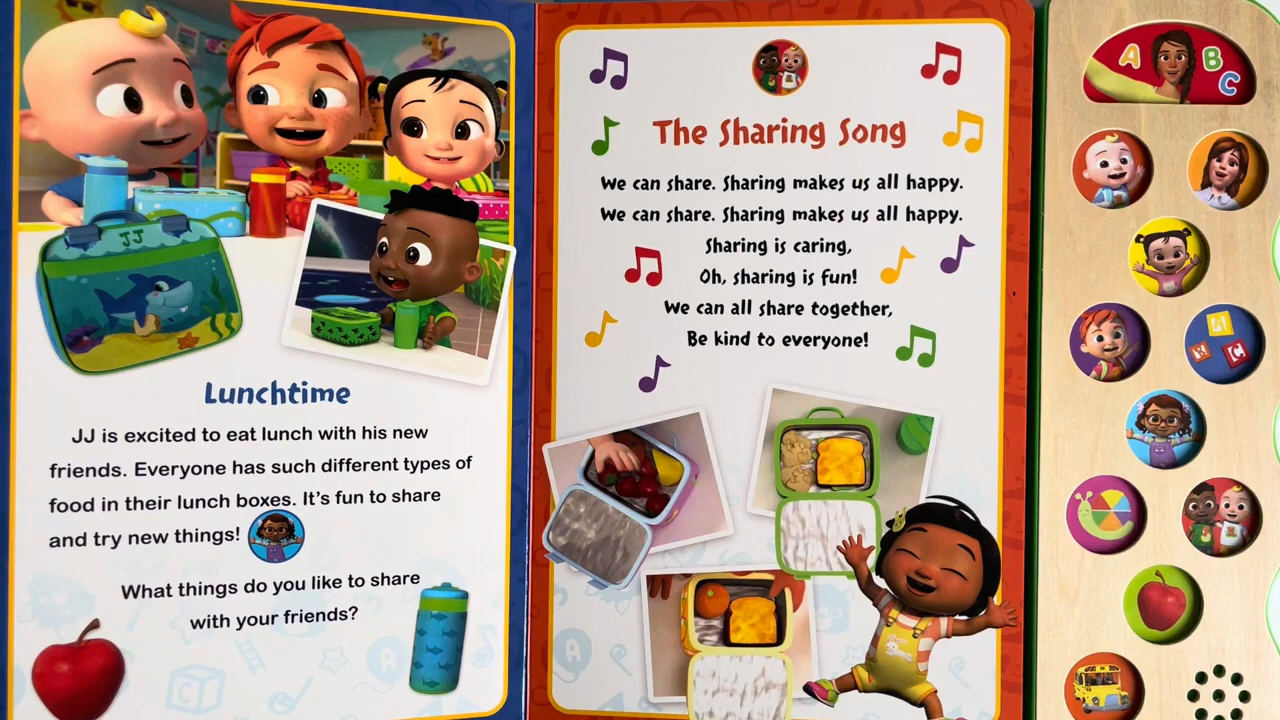 JJ
Lunchtime
JJ is excited to eat lunch with his new
friends. Everyone has such different types of
food in their lunch boxes. It's fun to share
and try new things!
What things do you like to share
with your friends?
The Sharing Song
We can share. Sharing makes us all happy.
We can share. Sharing makes us all happy.
Sharing is caring,
Oh, sharing is fun!
We can all share together,
Be kind to everyone!
A B C